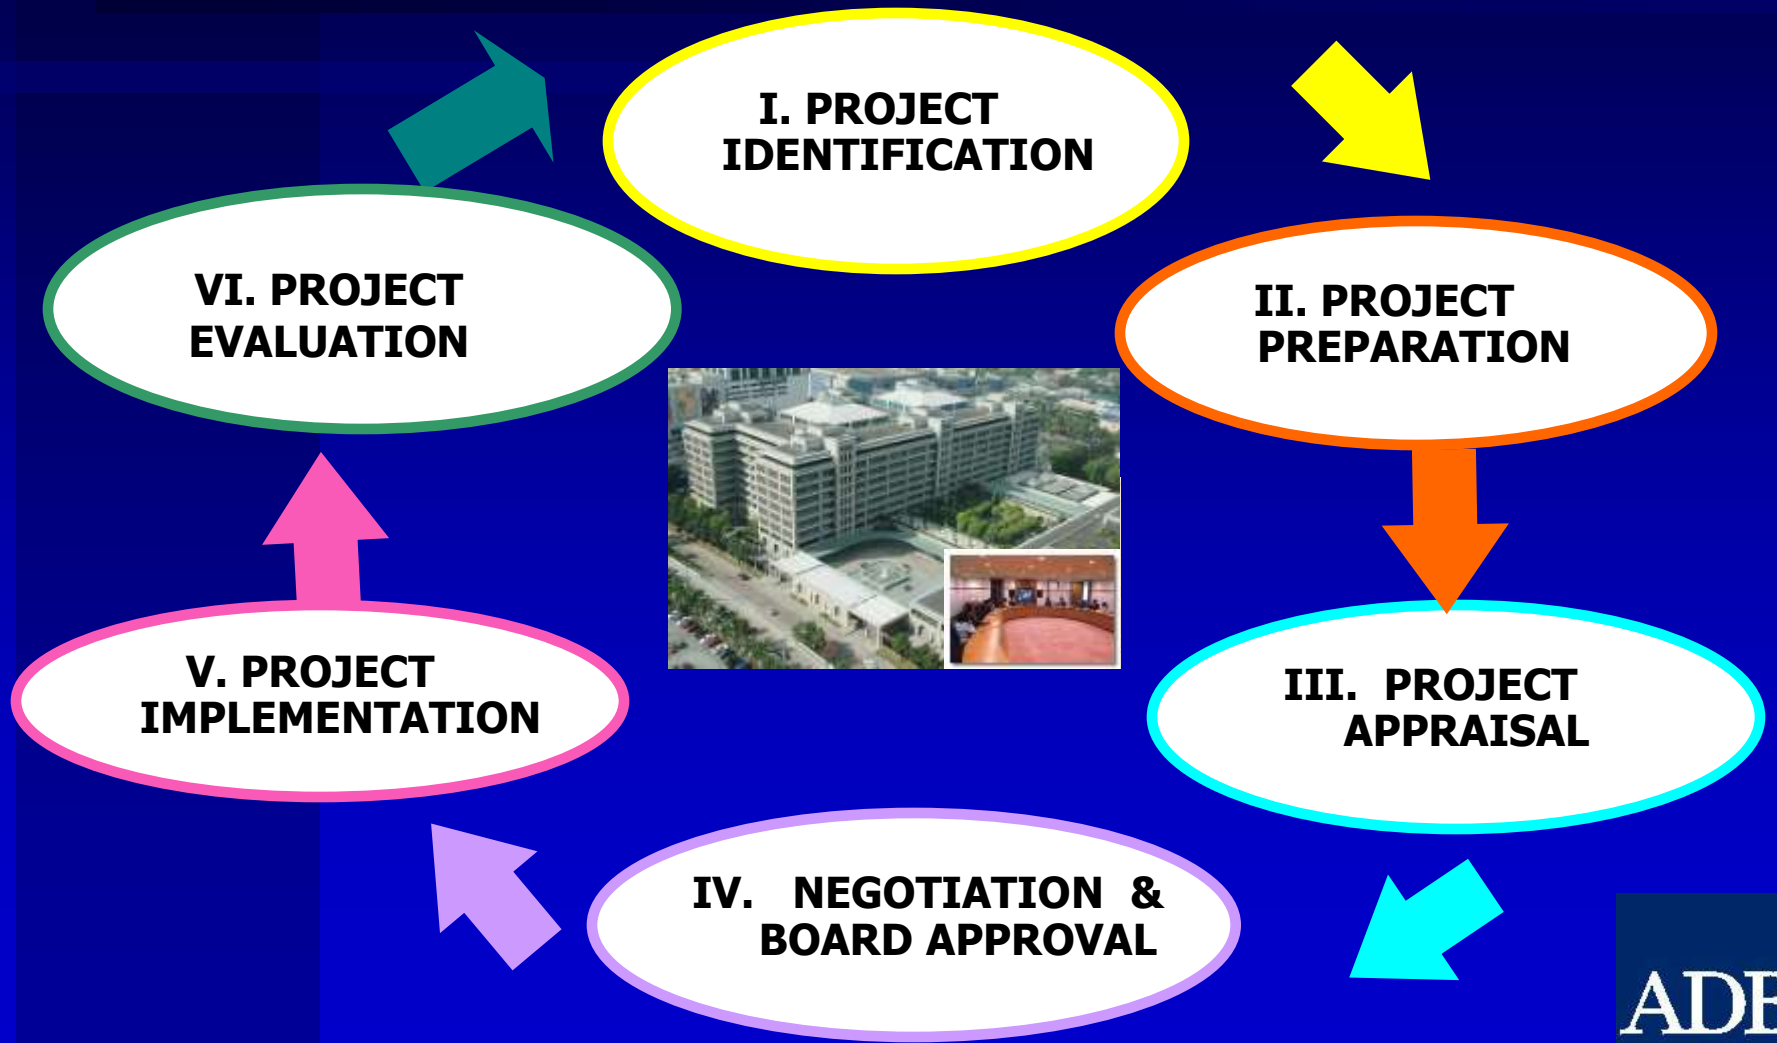 I. PROJECT
IDENTIFICATION
II. PROJECT
PREPARATION
III. PROJECT
APPRAISAL
IV. NEGOTIATION &
BOARD APPROVAL
V. PROJECT
IMPLEMENTATION
VI. PROJECT
EVALUATION
ADB